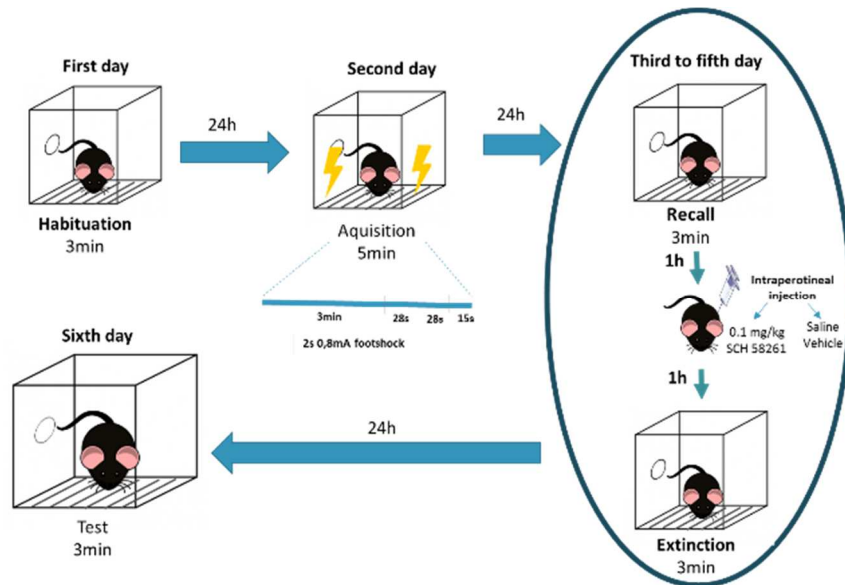 First day
24h
Habituation
3min
Second day
24h
Aquisition
5min
3min
28s
28s
15s
2s 0,8mA footshock
Third to fifth day
Recall
3min
1h
Intraperotineal
injection
0.1 mg/kg
SCH 58261
Saline
Vehicle
1h
Extinction
3min
24h
Sixth day
Test
3min